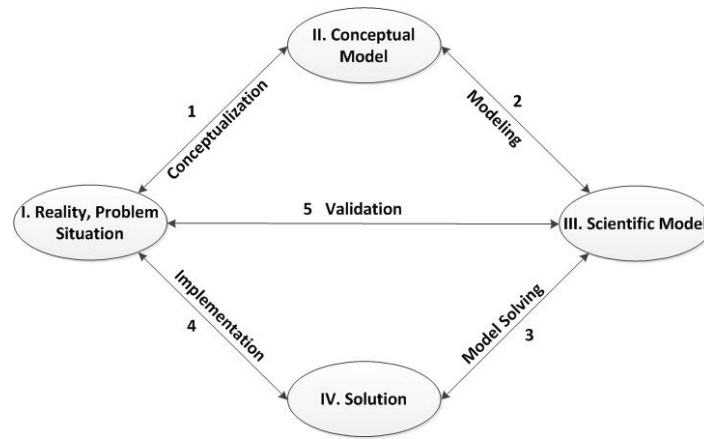 II. Conceptual
Model
1
Conceptualization
2
Modeling
I. Reality, Problem
Situation
5 Validation
III. Scientific Model
Implementation
4
Model Solving
3
IV. Solution